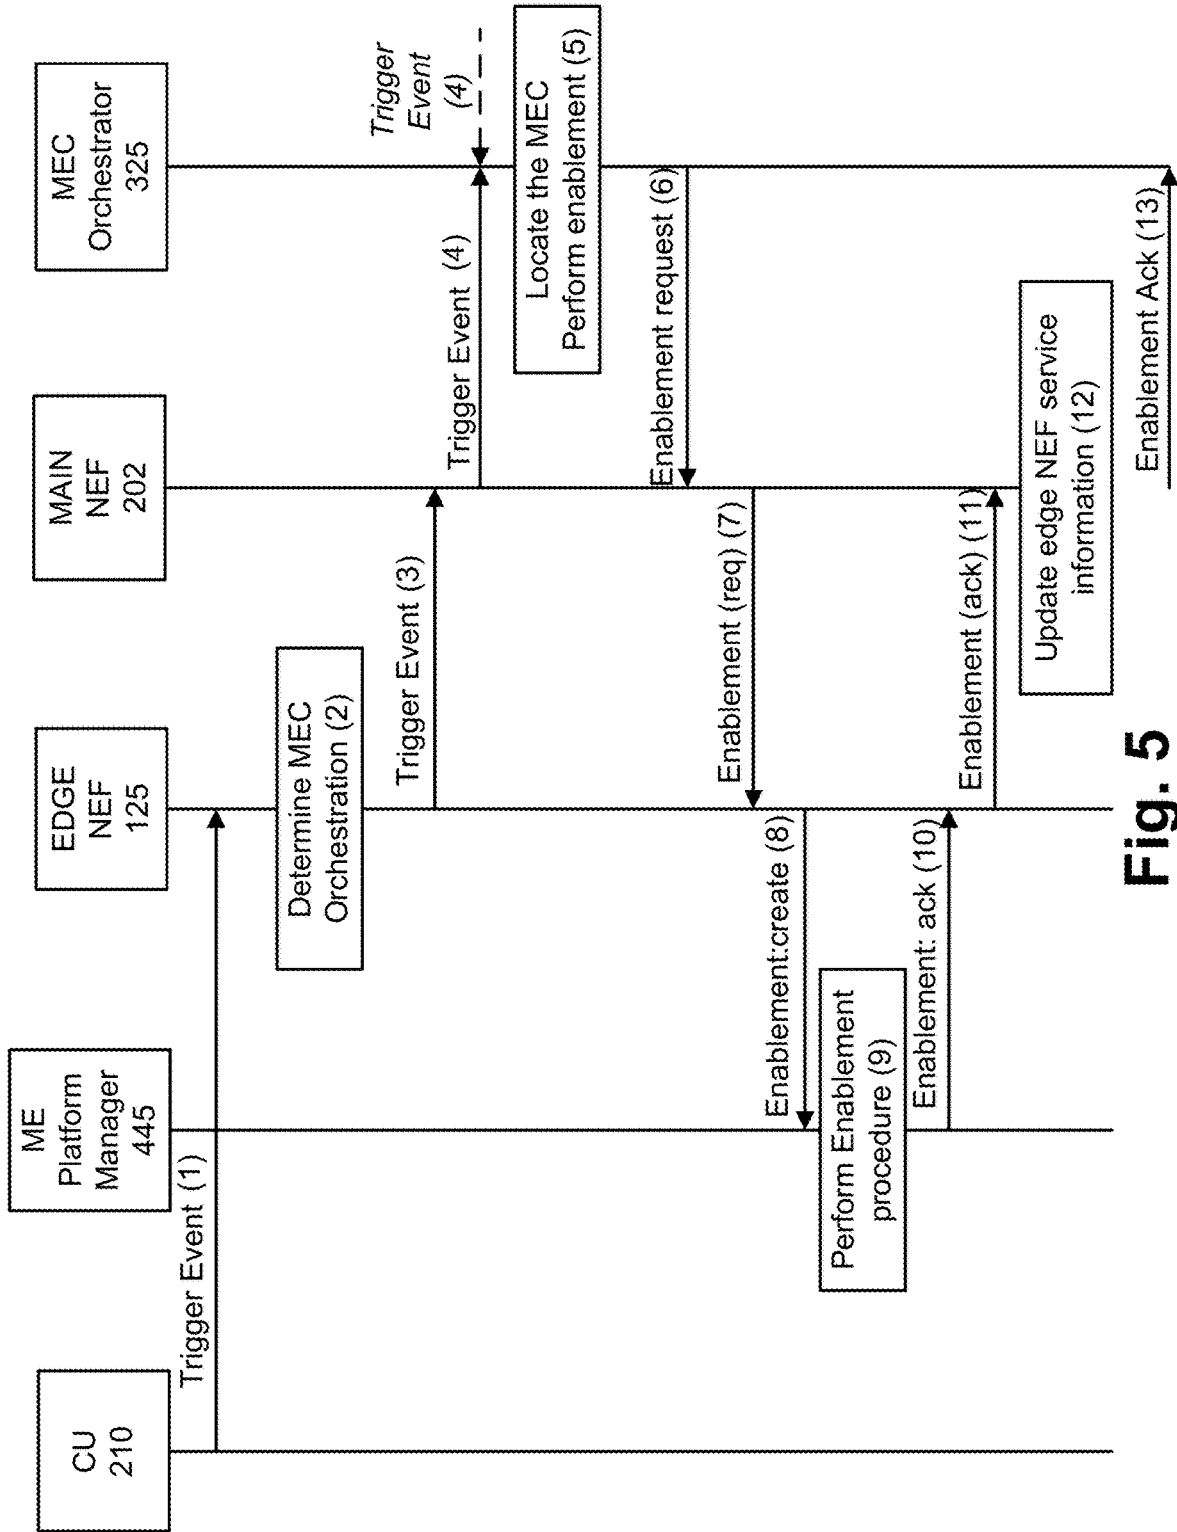 CU
210
ME
Platform
Manager
445
EDGE
NEF
125
MAIN
NEF
202
MEC
Orchestrator
325
Trigger Event (1)
Determine MEC
Orchestration (2)
Trigger Event (3)
Trigger Event (4)
Trigger
Event
(4)
Locate the MEC
Perform enablement (5)
Enablement request (6)
Enablement (req) (7)
Enablement:create (8)
Perform Enablement
procedure (9)
Enablement: ack (10)
Enablement (ack) (11)
Update edge NEF service
information (12)
Enablement Ack (13)
Fig. 5